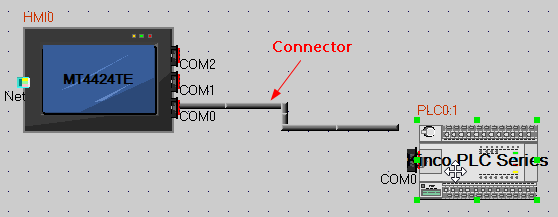 HMI0
Connector
MT4424TE
COM2
Net
COM1
COM0
PLC0:1
inco PLC Series
COM0